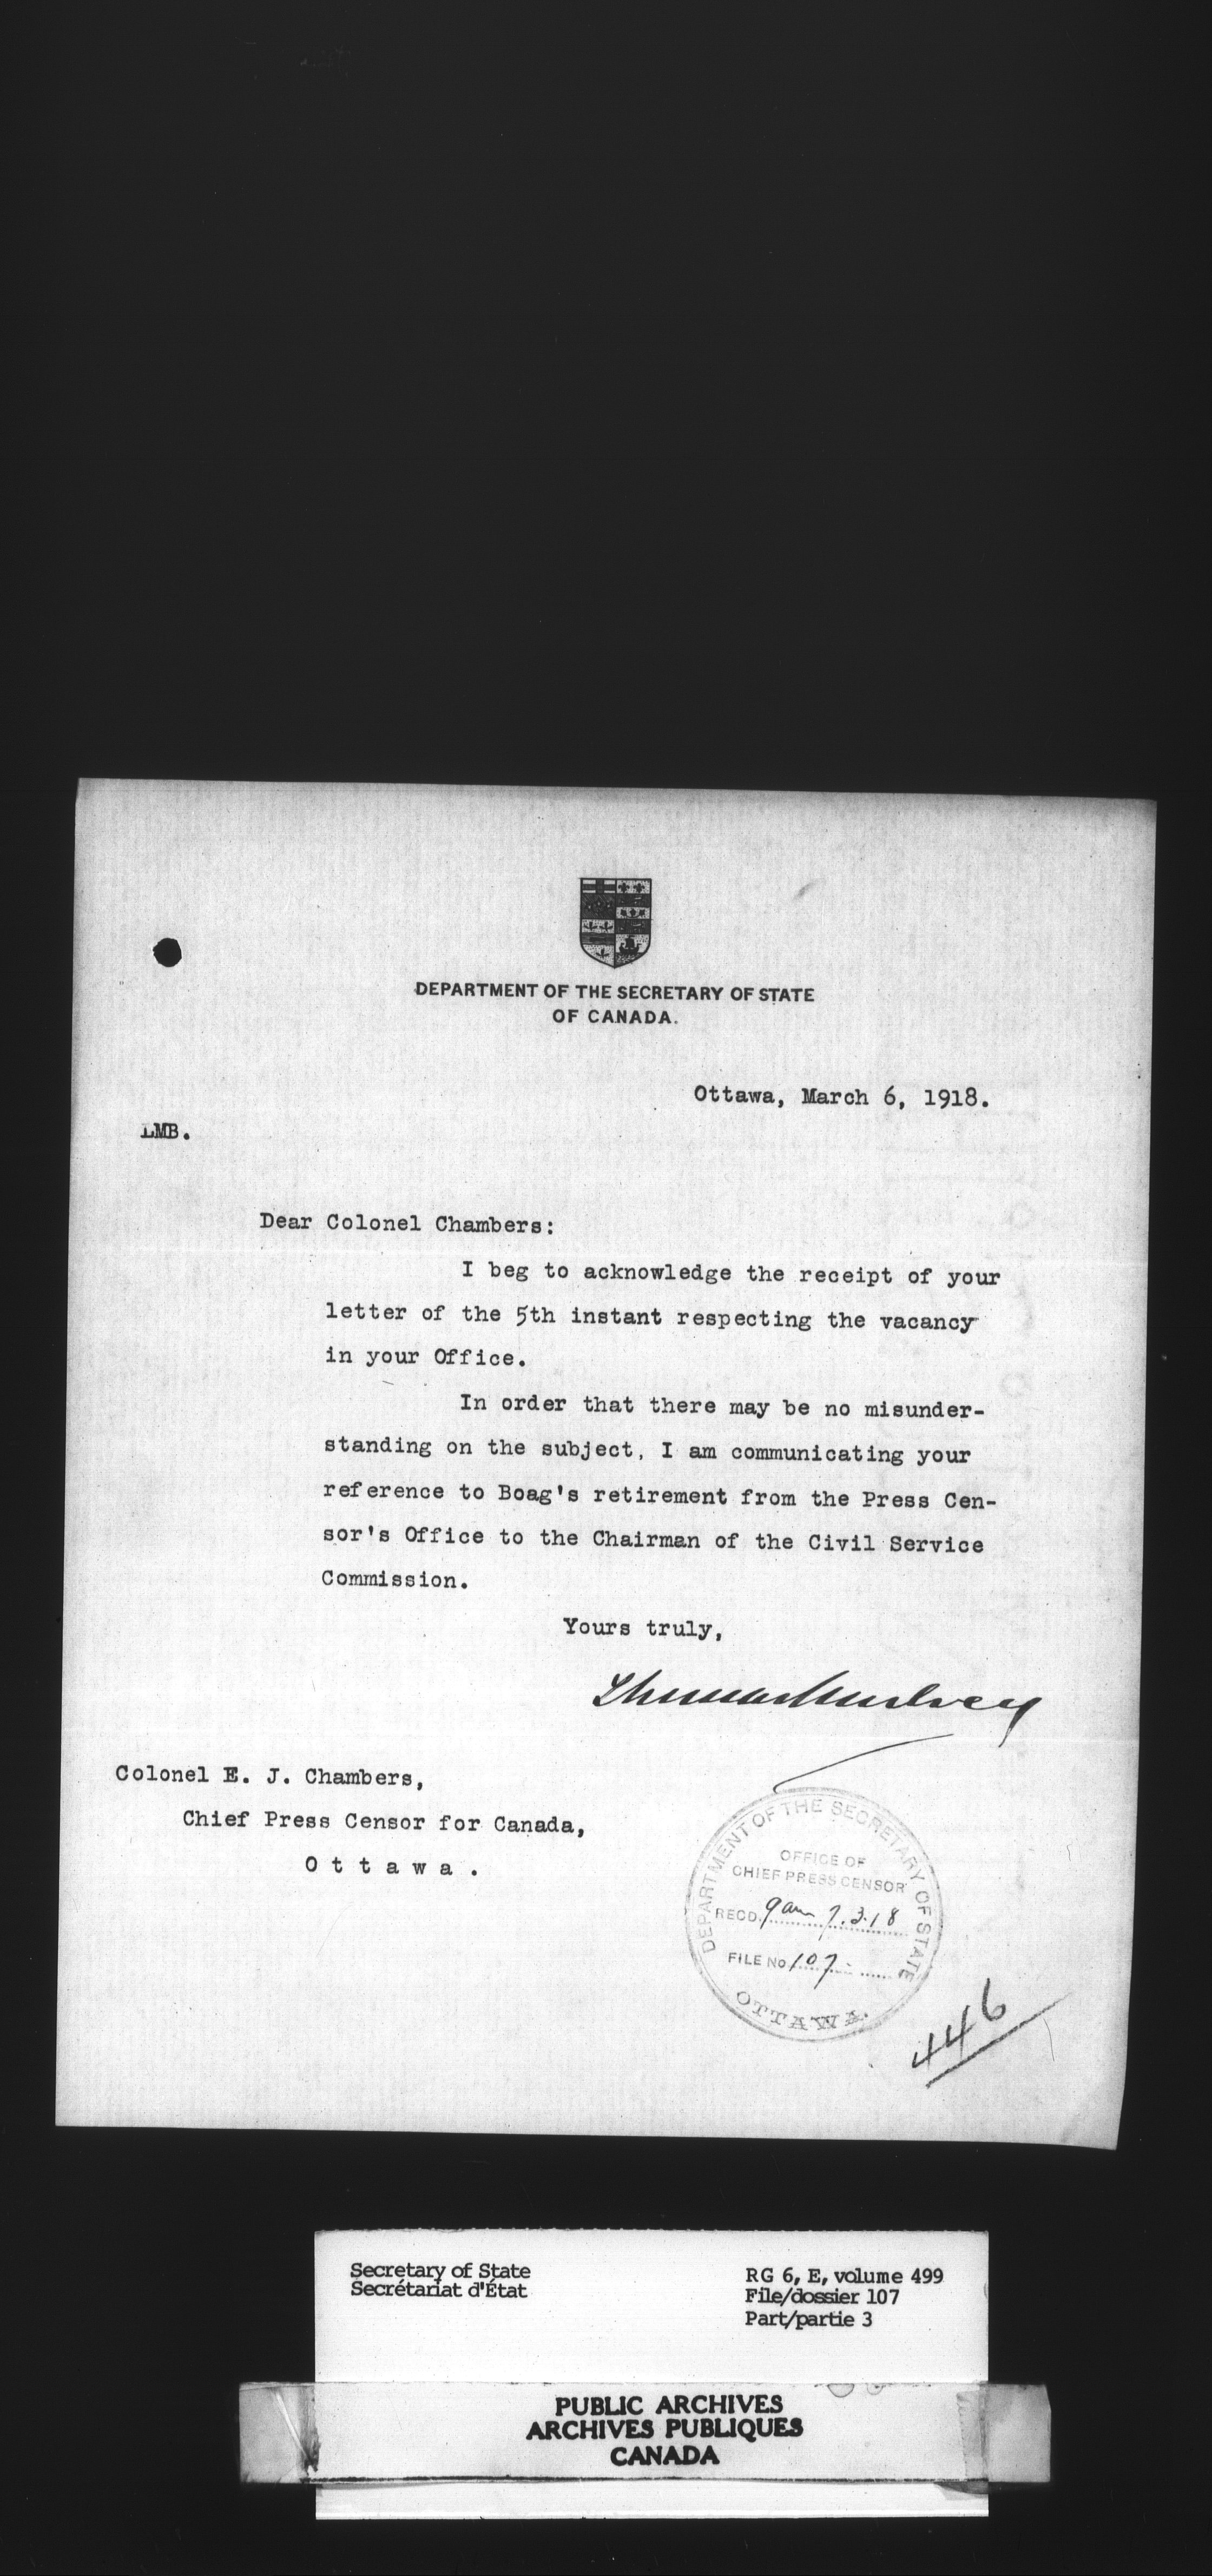 DEPARTMENT OF THE SECRETARY OF STATE
OF CANADA.
Ottawa, March 6, 1918.
LMB.
Dear Colonel Chambers:
I beg to acknowledge the receipt of your
letter of the 5th instant respecting the vacancy
in your Office.
In order that there may be no misunder-
standing on the subject, I am communicating your
reference to Boag's retirement from the Press Cen-
sor's Office to the Chairman of the Civil Service
Commission.
Yours truly,
Thomas Mulvey
Colonel E. J. Chambers,
Chief Press Censor for Canada,
O t t a w a .
DEPARTMENT OF THE SECRETARY OF STATE
OFFICE OF
CHIEF PRESS CENSOR
RECD. 9am 7.3.18
FILE No 107
OTTAWA.
446
Secretary of State
Secrétariat d'État
RG 6, E, volume 499
File/dossier 107
Part/partie 3
PUBLIC ARCHIVES
ARCHIVES PUBLIQUES
CANADA